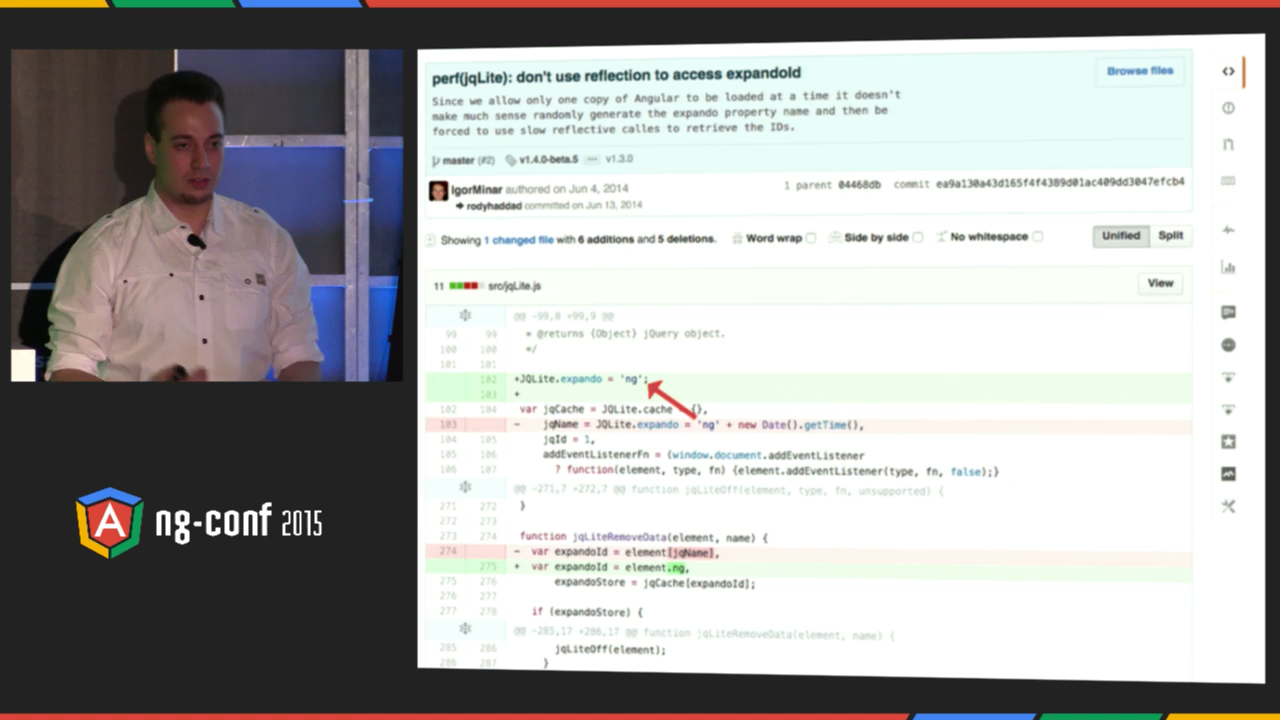 perf(jqLite): don't use reflection to access expandoId
Browse files
Since we allow only one copy of Angular to be loaded at a time it doesn't
make much sense randomly generate the expando property name and then be
forced to use slow reflective calls to retrieve the IDs.
master (#2) v1.4.0-beta.5 ... v1.3.0
IgorMinar authored on Jun 4, 2014
1 parent 04468db commit ea9a130a43d165f4f4389d01ac409dd3047efcb4
rodyhaddad committed on Jun 13, 2014
Showing 1 changed file with 6 additions and 5 deletions.
Word wrap Side by side No whitespace
Unified Split
11 src/jqLite.js
View
@@ -99,8 +99,9 @@
99 99 * @returns {Object} jQuery object.
100 100 */
101 101
102 +JQLite.expando = 'ng';
103 +
102 104 var jqCache = JQLite.cache = {},
103 - jqName = JQLite.expando = 'ng' + new Date().getTime(),
104 105 jqId = 1,
105 106 addEventListenerFn = (window.document.addEventListener
106 107 ? function(element, type, fn) {element.addEventListener(type, fn, false);}
@@ -271,7 +272,7 @@ function jqLiteOff(element, type, fn, unsupported) {
271 272 }
272 273
273 274 function jqLiteRemoveData(element, name) {
274 - var expandoId = element[jqName],
275 + var expandoId = element.ng,
275 276 expandoStore = jqCache[expandoId];
276 277
277 278 if (expandoStore) {
@@ -285,17 +286,17 @@ function jqLiteRemoveData(element, name) {
285 286 jqLiteOff(element);
286 287 }
A ng-conf 2015